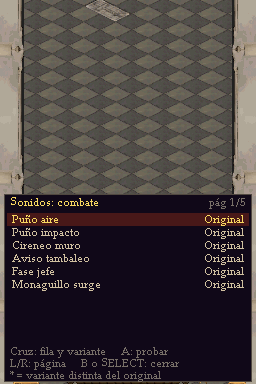 Sonidos: combate pág 1/5
Puño aire Original
Puño impacto Original
Cireneo muro Original
Aviso tambaleo Original
Fase jefe Original
Monaguillo surge Original
Cruz: fila y variante A: probar
L/R: página B o SELECT: cerrar
* = variante distinta del original